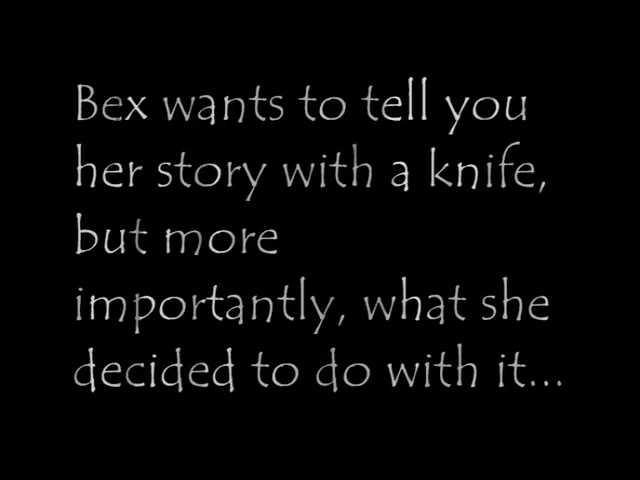 Bex wants to tell you
her story with a knife,
but more
importantly, what she
decided to do with it...